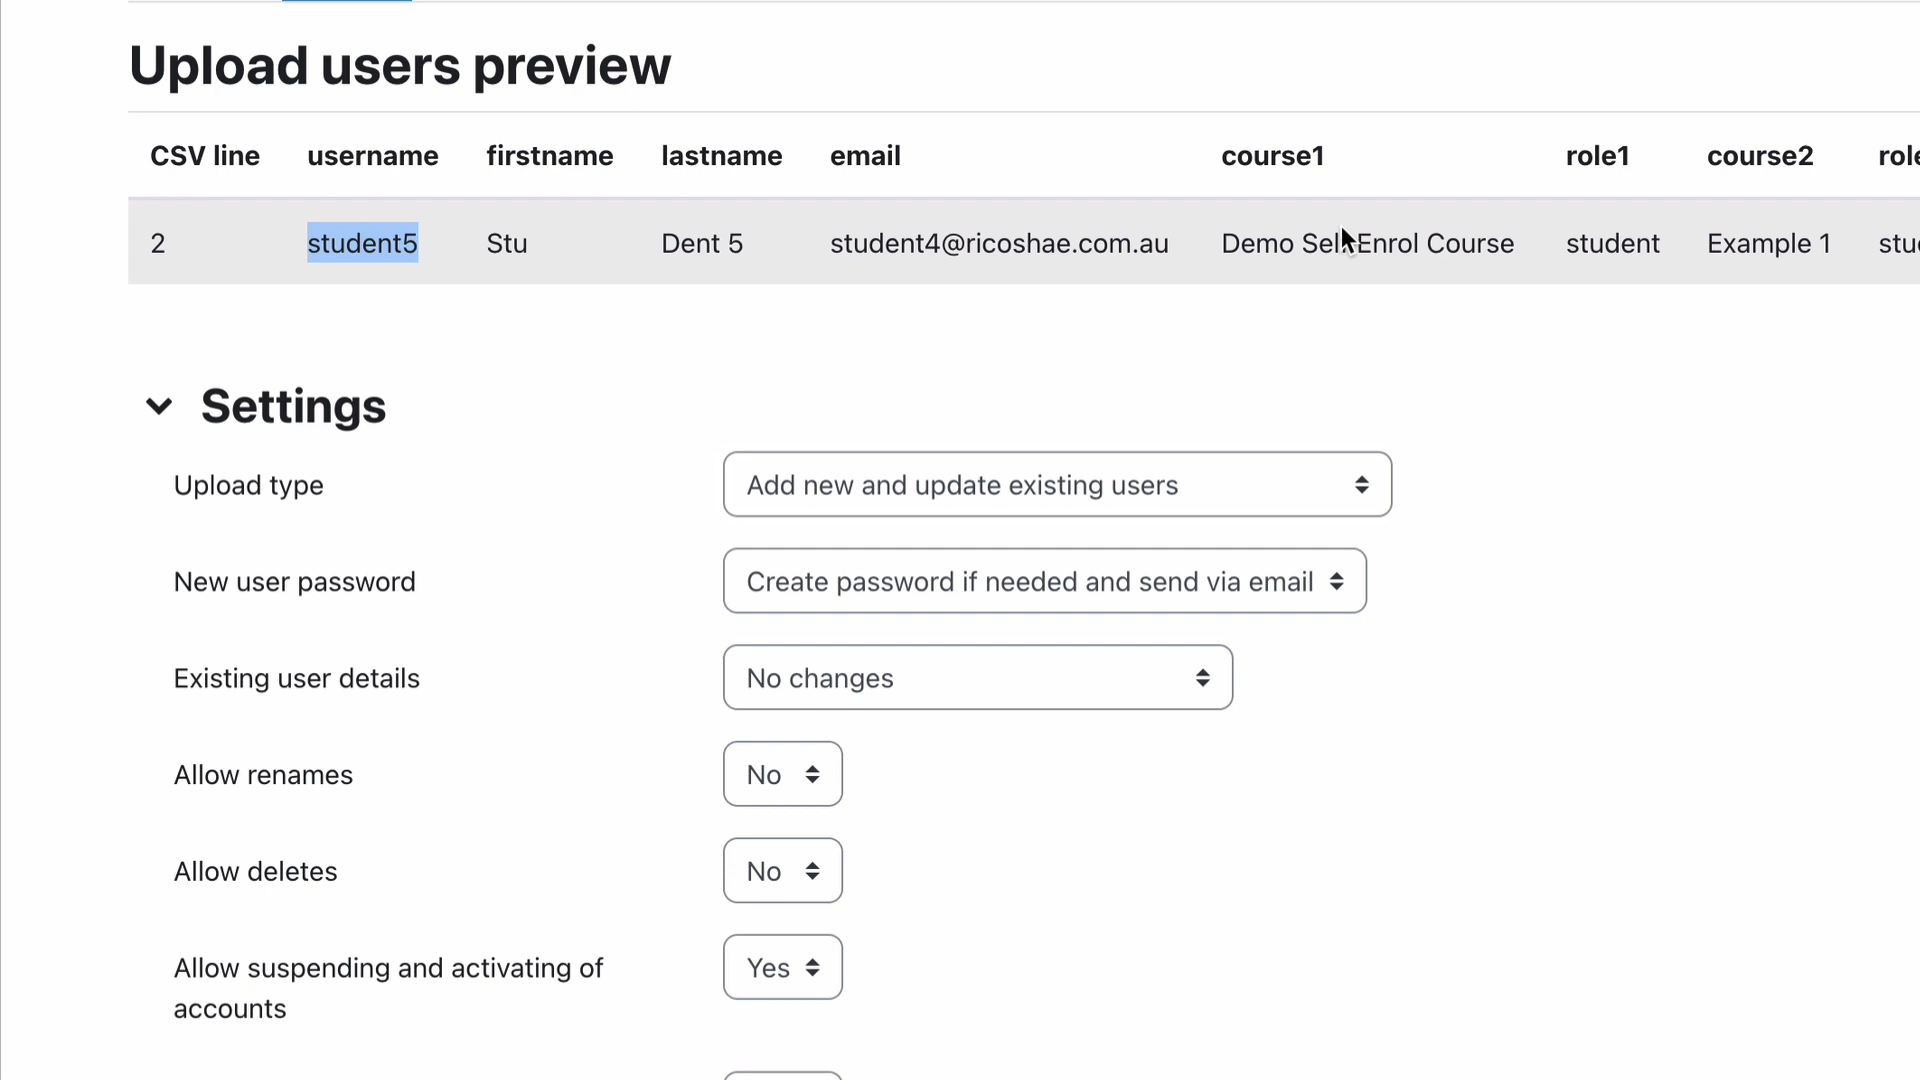 Upload users preview
CSV line username firstname lastname email course1 role1 course2
2 student5 Stu Dent 5 student4@ricoshae.com.au Demo Self Enrol Course student Example 1
Settings
Upload type Add new and update existing users
New user password Create password if needed and send via email
Existing user details No changes
Allow renames No
Allow deletes No
Allow suspending and activating of
accounts Yes